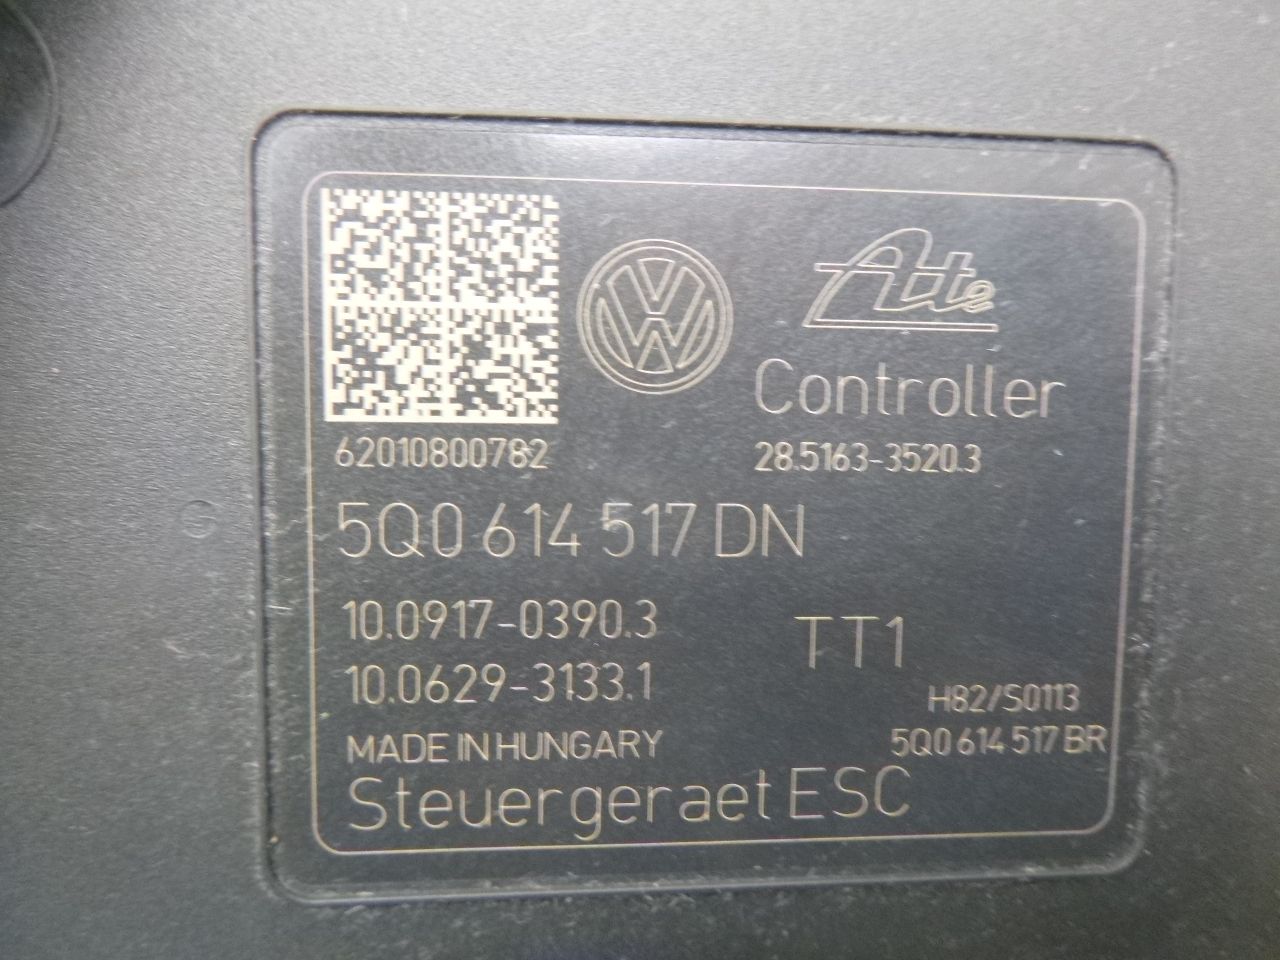 Ate
Controller
62010800782
28.5163-3520.3
5Q0 614 517 DN
10.0917-0390.3
TT1
10.0629-3133.1
H82/S0113
MADE IN HUNGARY
5Q0 614 517 BR
Steuergeraet ESC